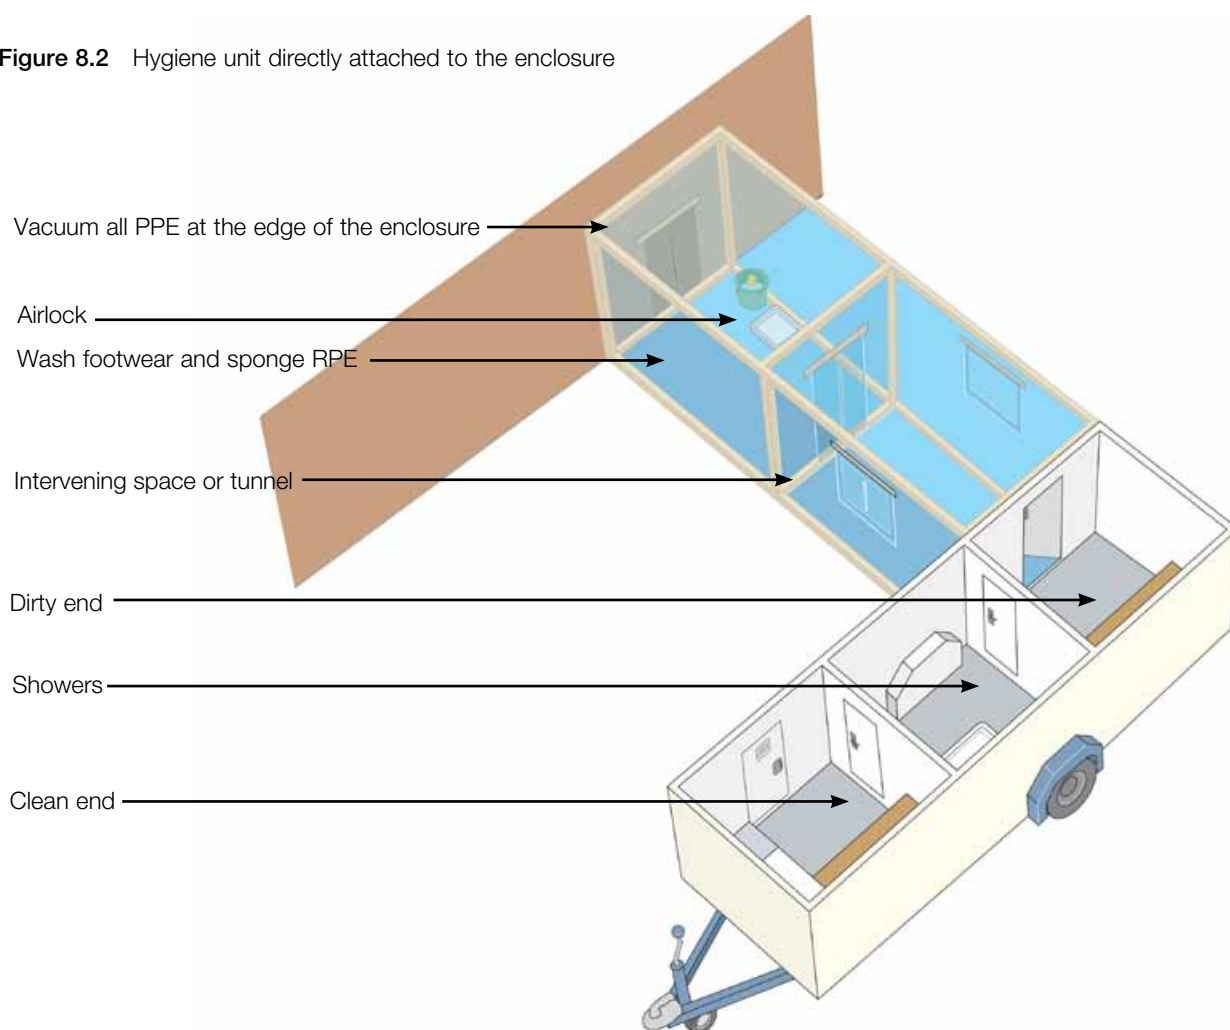 Figure 8.2 Hygiene unit directly attached to the enclosure
Vacuum all PPE at the edge of the enclosure
Airlock
Wash footwear and sponge RPE
Intervening space or tunnel
Dirty end
Showers
Clean end